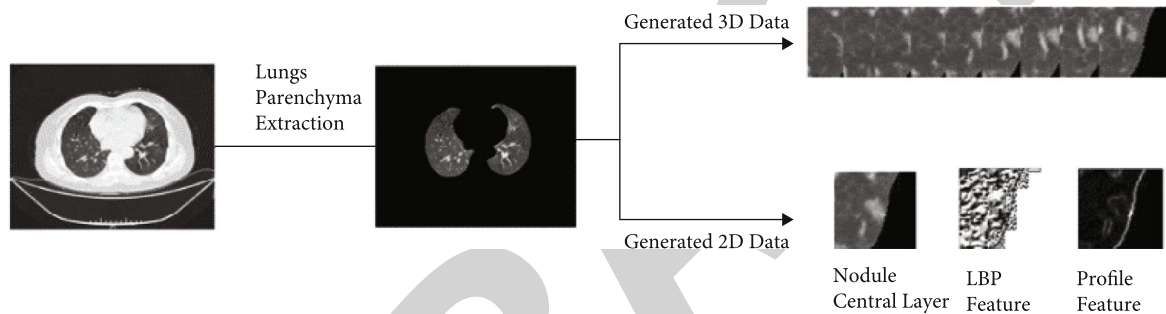 Lungs
Parenchyma
Extraction
Generated 3D Data
Generated 2D Data
Nodule
Central Layer
LBP
Feature
Profile
Feature